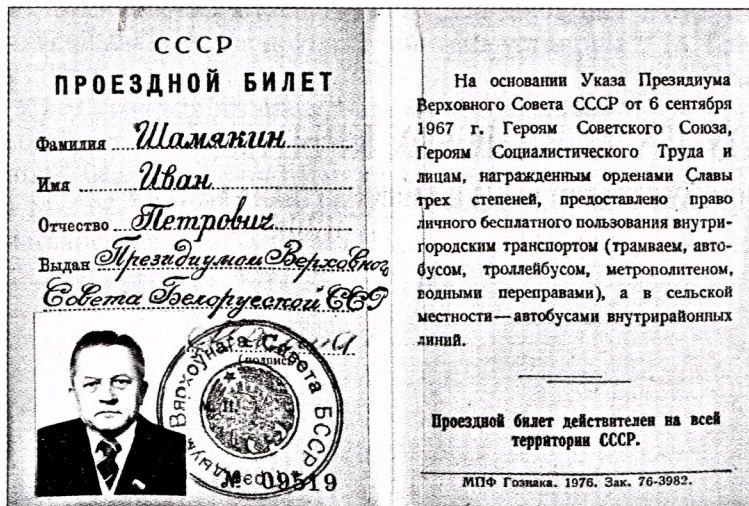 СССР
ПРОЕЗДНОЙ БИЛЕТ
Фамилия Шамякин
Имя Иван
Отчество Петрович
Выдан Президиумом Верховного
Совета Белорусской ССР
(подпись)
Вярхоўнага Савета БССР
№ 09519
На основании Указа Президиума
Верховного Совета СССР от 6 сентября
1967 г. Героям Советского Союза,
Героям Социалистического Труда и
лицам, награжденным орденами Славы
трех степеней, предоставлено право
личного бесплатного пользования внутри-
городским транспортом (трамваем, авто-
бусом, троллейбусом, метрополитеном,
водными переправами), а в сельской
местности — автобусами внутрирайонных
линий.
Проездной билет действителен на всей
территории СССР.
МПФ Гознака. 1976. Зак. 76-3982.